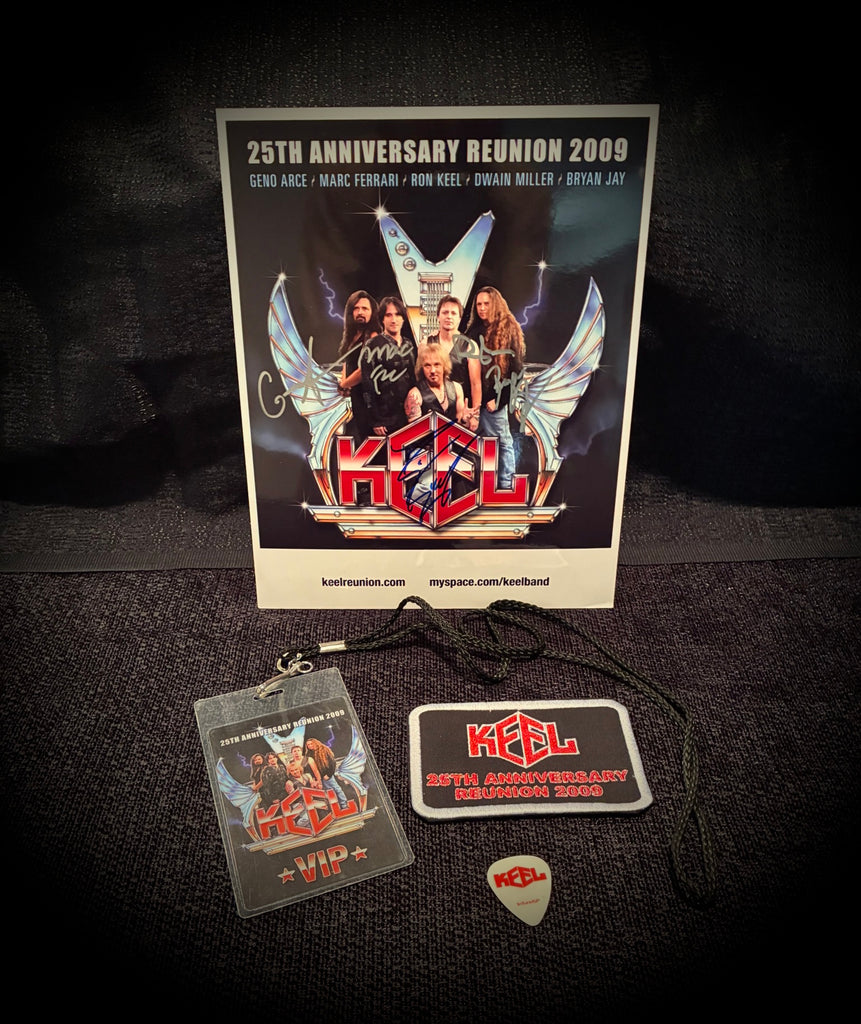 25TH ANNIVERSARY REUNION 2009
GENO ARCE / MARC FERRARI / RON KEEL / DWAIN MILLER / BRYAN JAY
KEEL
keelreunion.com myspace.com/keelband
25TH ANNIVERSARY REUNION 2009
KEEL
VIP
KEEL
25TH ANNIVERSARY
REUNION 2009
KEEL